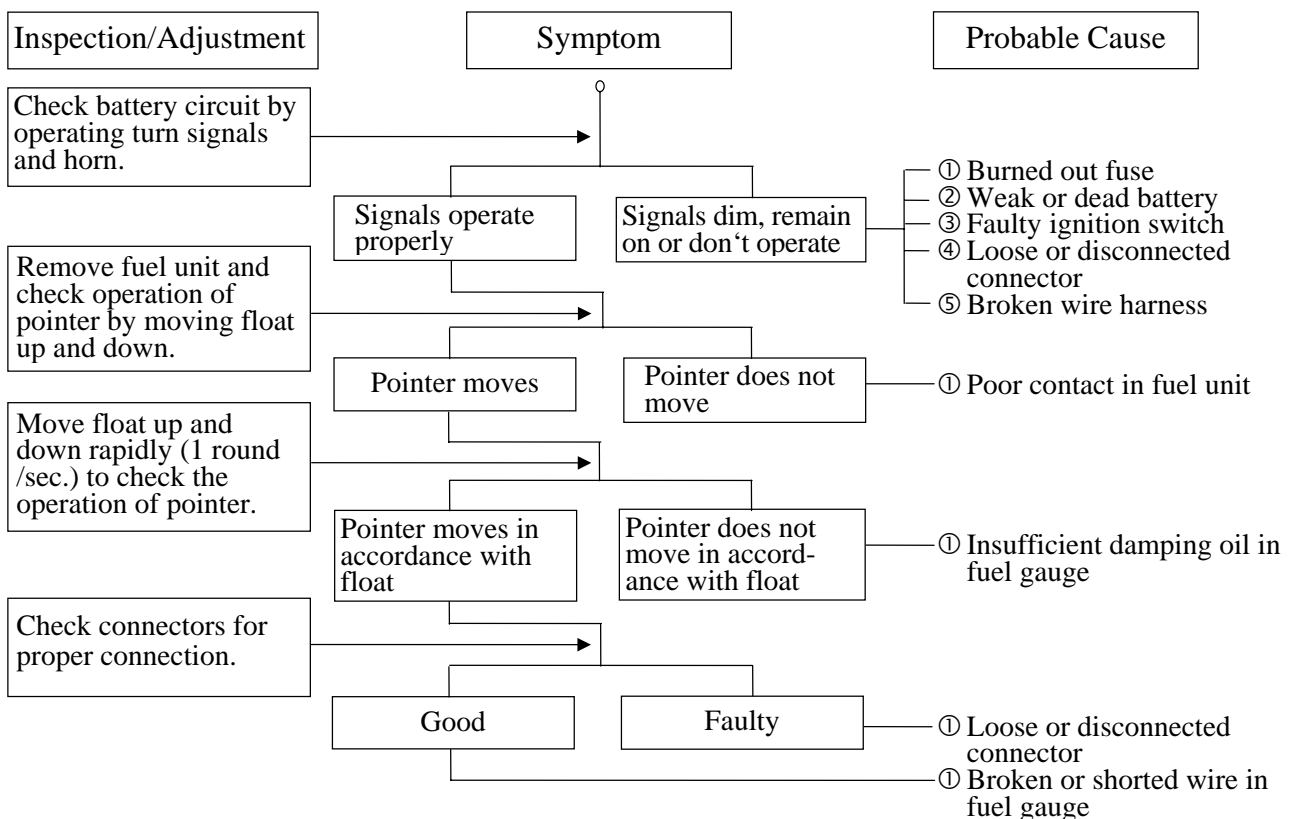 Inspection/Adjustment
Symptom
Probable Cause
Check battery circuit by
operating turn signals
and horn.
Signals operate
properly
Signals dim, remain
on or don‘t operate
① Burned out fuse
② Weak or dead battery
③ Faulty ignition switch
④ Loose or disconnected
connector
⑤ Broken wire harness
Remove fuel unit and
check operation of
pointer by moving float
up and down.
Pointer moves
Pointer does not
move
① Poor contact in fuel unit
Move float up and
down rapidly (1 round
/sec.) to check the
operation of pointer.
Pointer moves in
accordance with
float
Pointer does not
move in accord-
ance with float
① Insufficient damping oil in
fuel gauge
Check connectors for
proper connection.
Good
Faulty
① Loose or disconnected
connector
① Broken or shorted wire in
fuel gauge